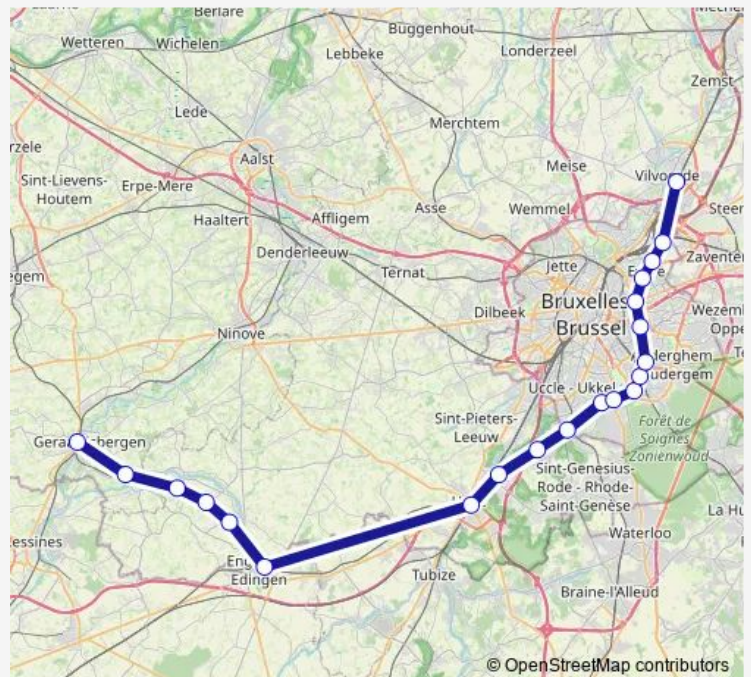 Berlare
Buggenhout
Wetteren
Wichelen
Lebbeke
Londerzeel
Zemst
Lede
Merchtem
Aalst
Meise
Sint-Lievens-
Houtem
Erpe-Mere
Asse
Wemmel
Haaltert
Affligem
Denderleeuw
Jette
Ternat
Dilbeek
Bruxelles
Brussel
Ninove
Uccle - Ukkel
Sint-Pieters-
Leeuw
Forêt de
Soignes
Zoniënwoud
Sint-Genesius-
Rode - Rhode-
Saint-Genèse
Waterloo
Edingen
Tubize
Braine-l'Alleud
© OpenStreetMap contributors